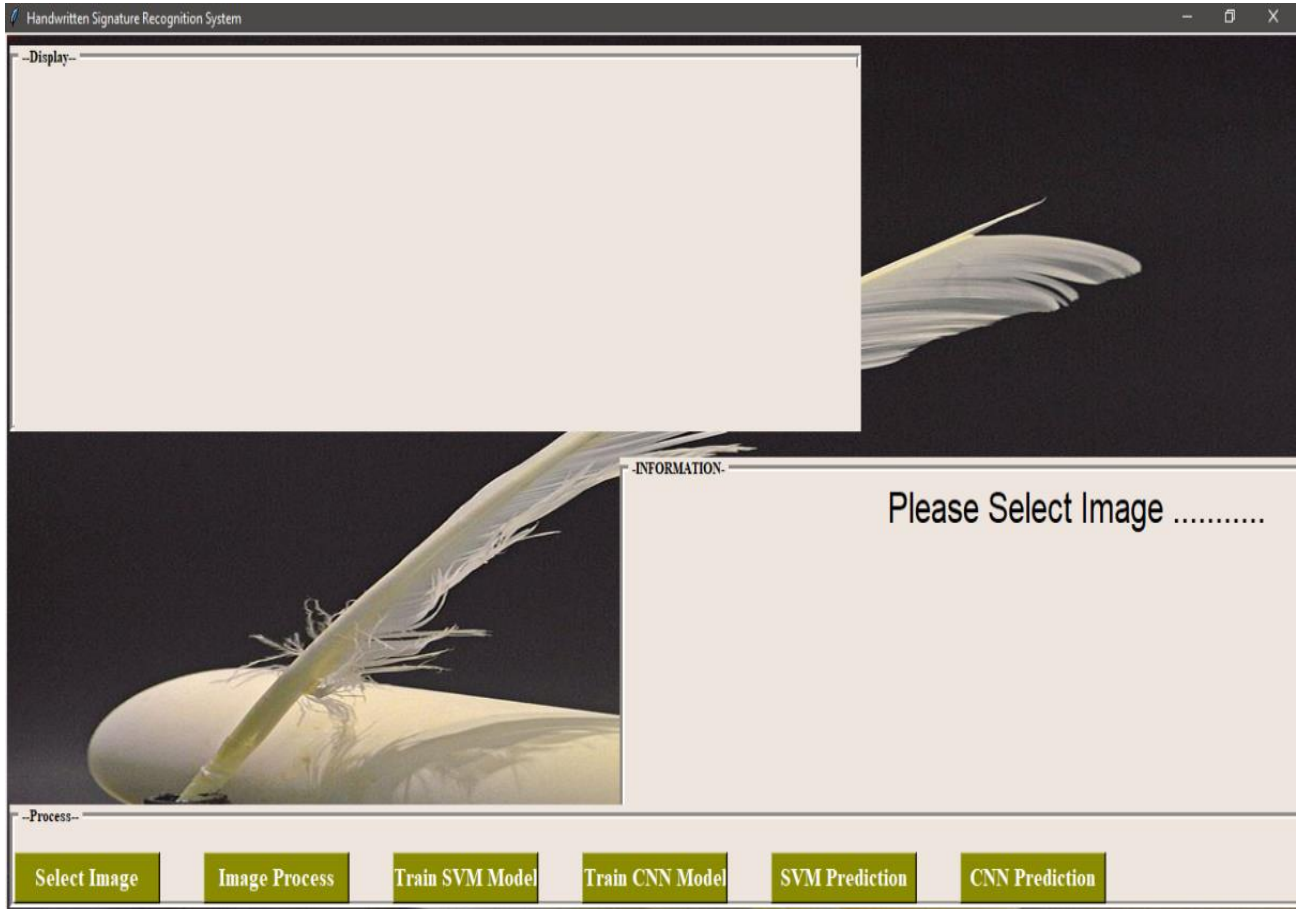 Handwritten Signature Recognition System
--Display--
-INFORMATION-
Please Select Image ...........
--Process--
Select Image
Image Process
Train SVM Model
Train CNN Model
SVM Prediction
CNN Prediction